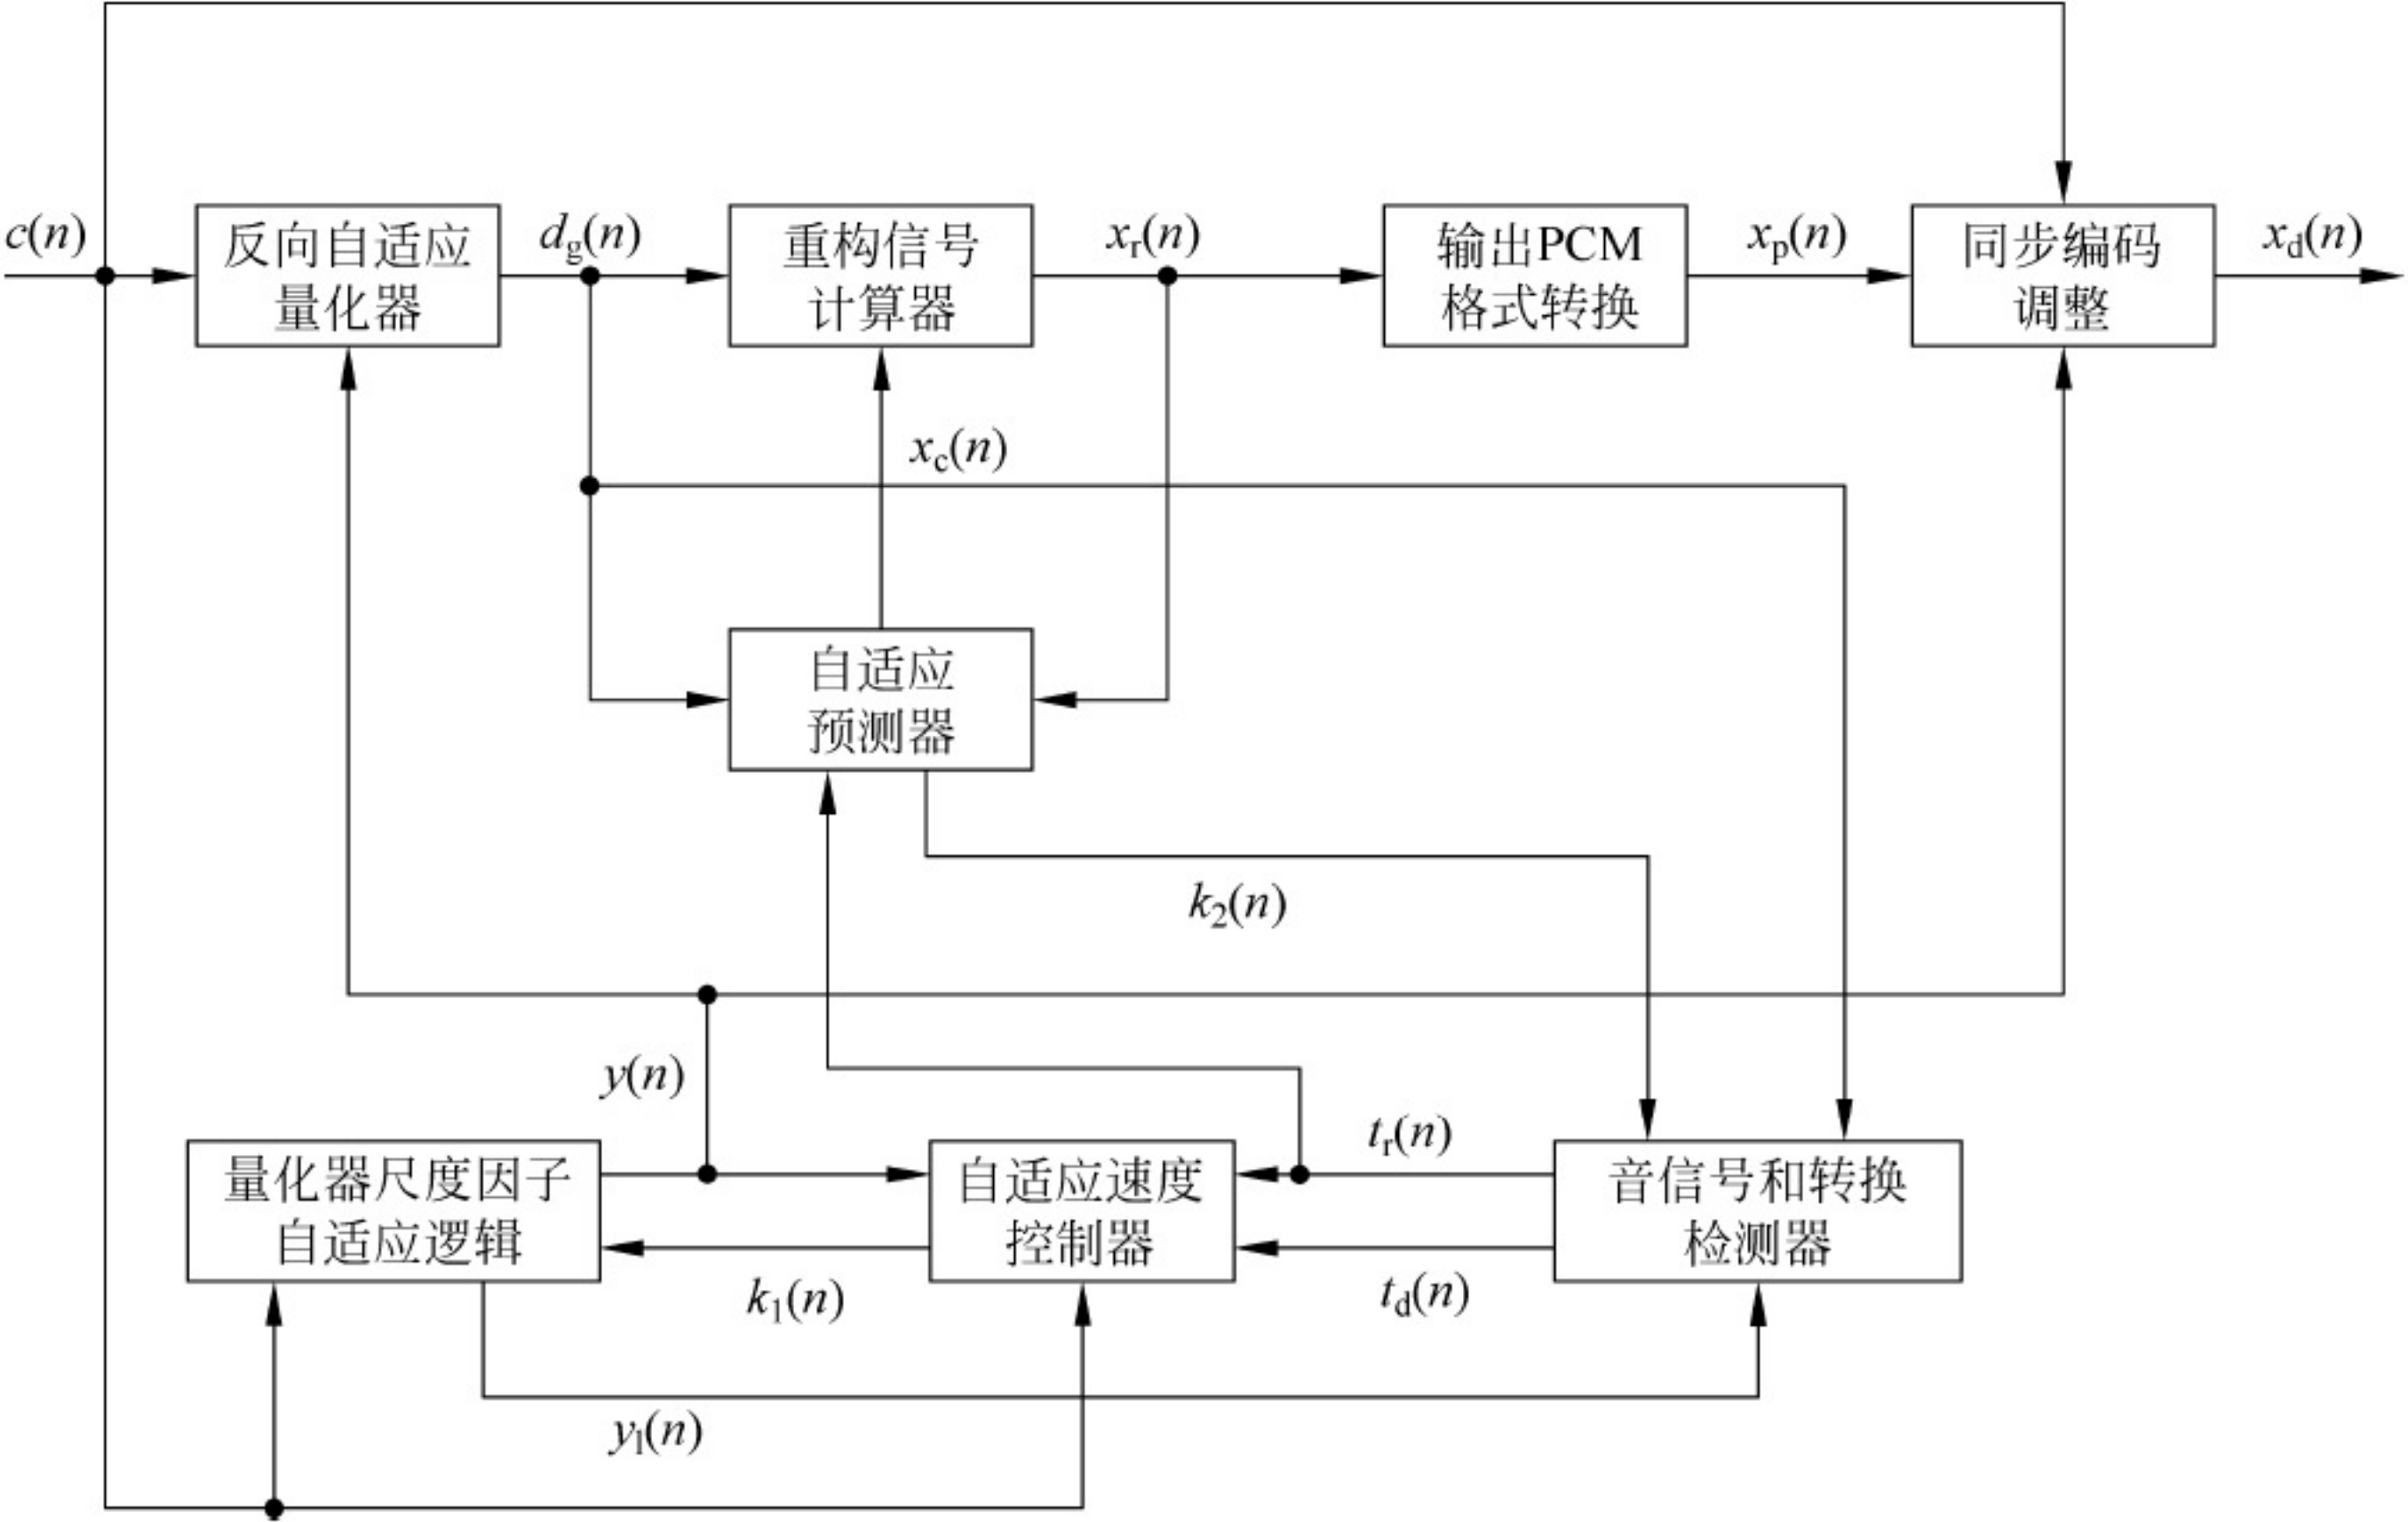 c(n)
反向自适应
量化器
dg(n)
重构信号
计算器
xr(n)
输出PCM
格式转换
xp(n)
同步编码
调整
xd(n)
xc(n)
自适应
预测器
k2(n)
y(n)
量化器尺度因子
自适应逻辑
k1(n)
自适应速度
控制器
tr(n)
td(n)
音信号和转换
检测器
yl(n)